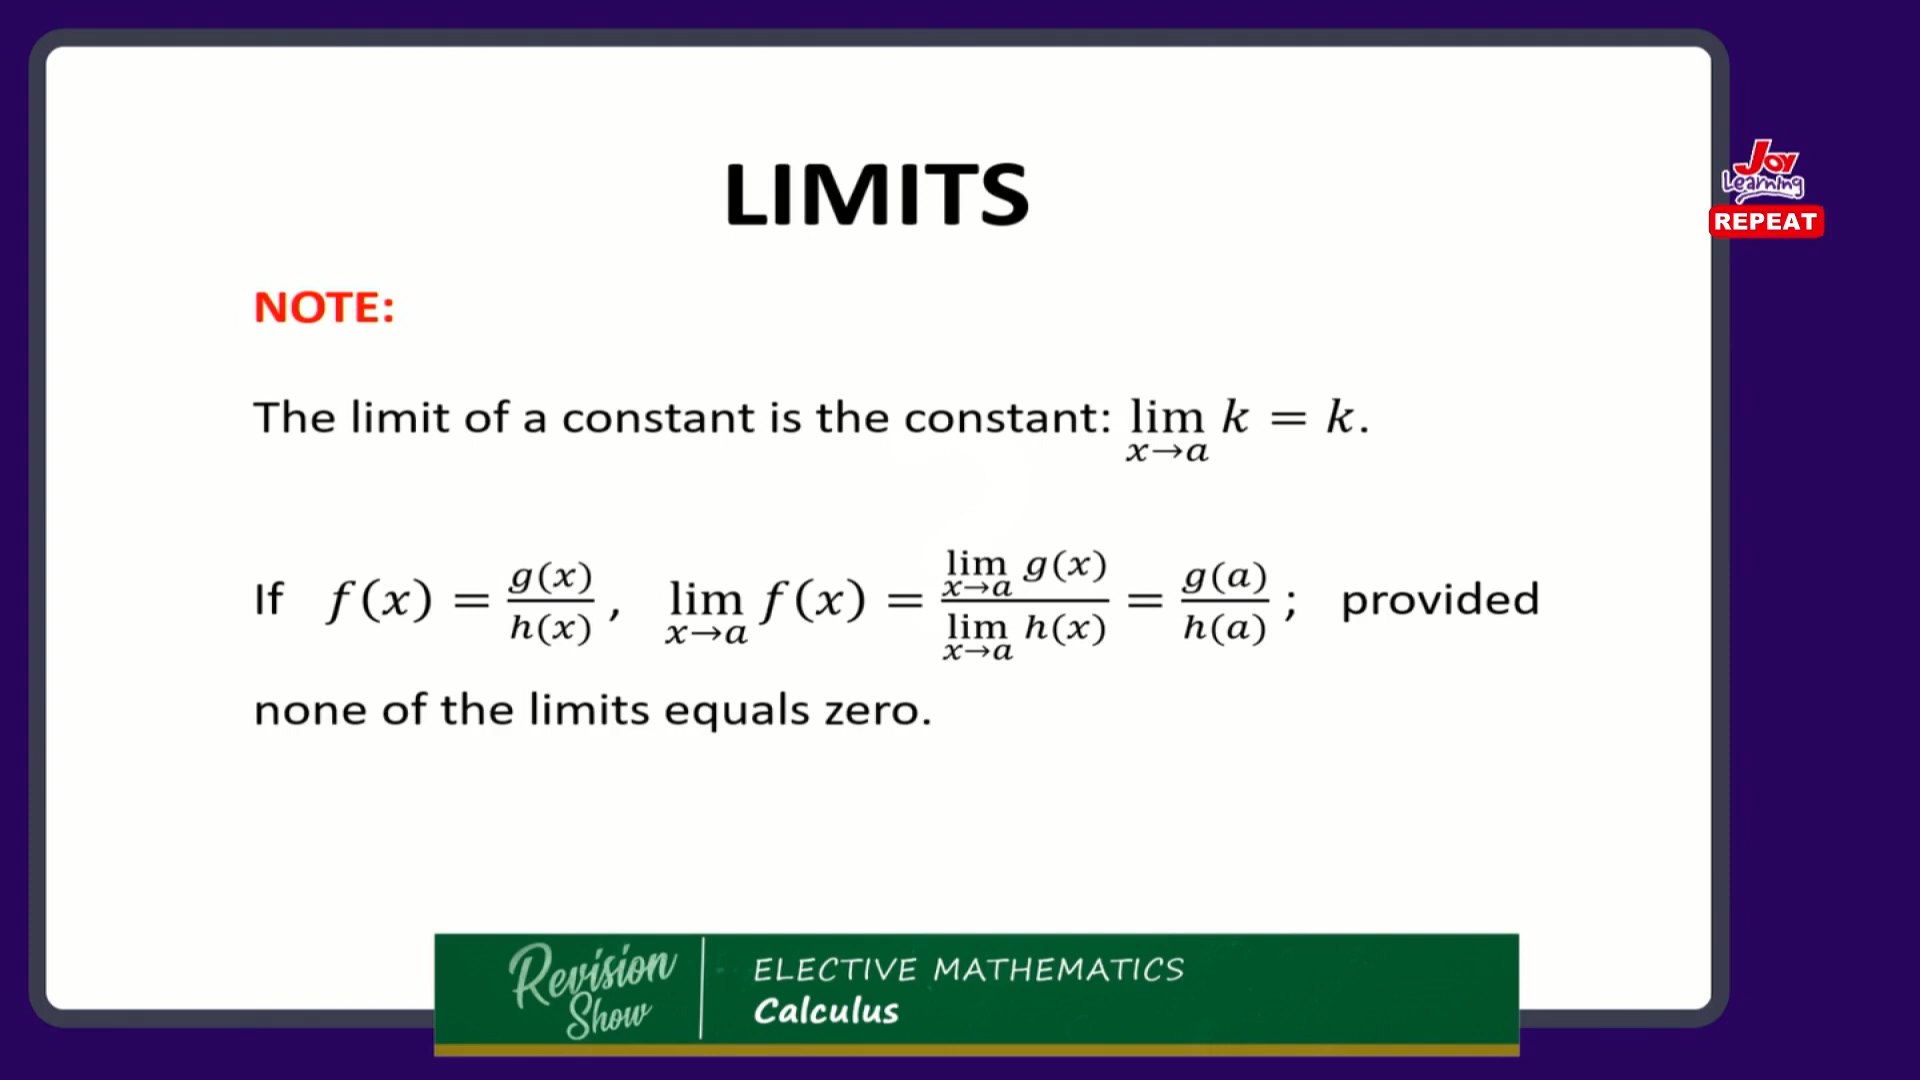 LIMITS
Joy
Learning
REPEAT
NOTE:
The limit of a constant is the constant: lim_{x→a} k = k.
If f(x) = g(x)/h(x), lim_{x→a} f(x) = lim_{x→a} g(x) / lim_{x→a} h(x) = g(a)/h(a); provided
none of the limits equals zero.
Revision
Show
ELECTIVE MATHEMATICS
Calculus